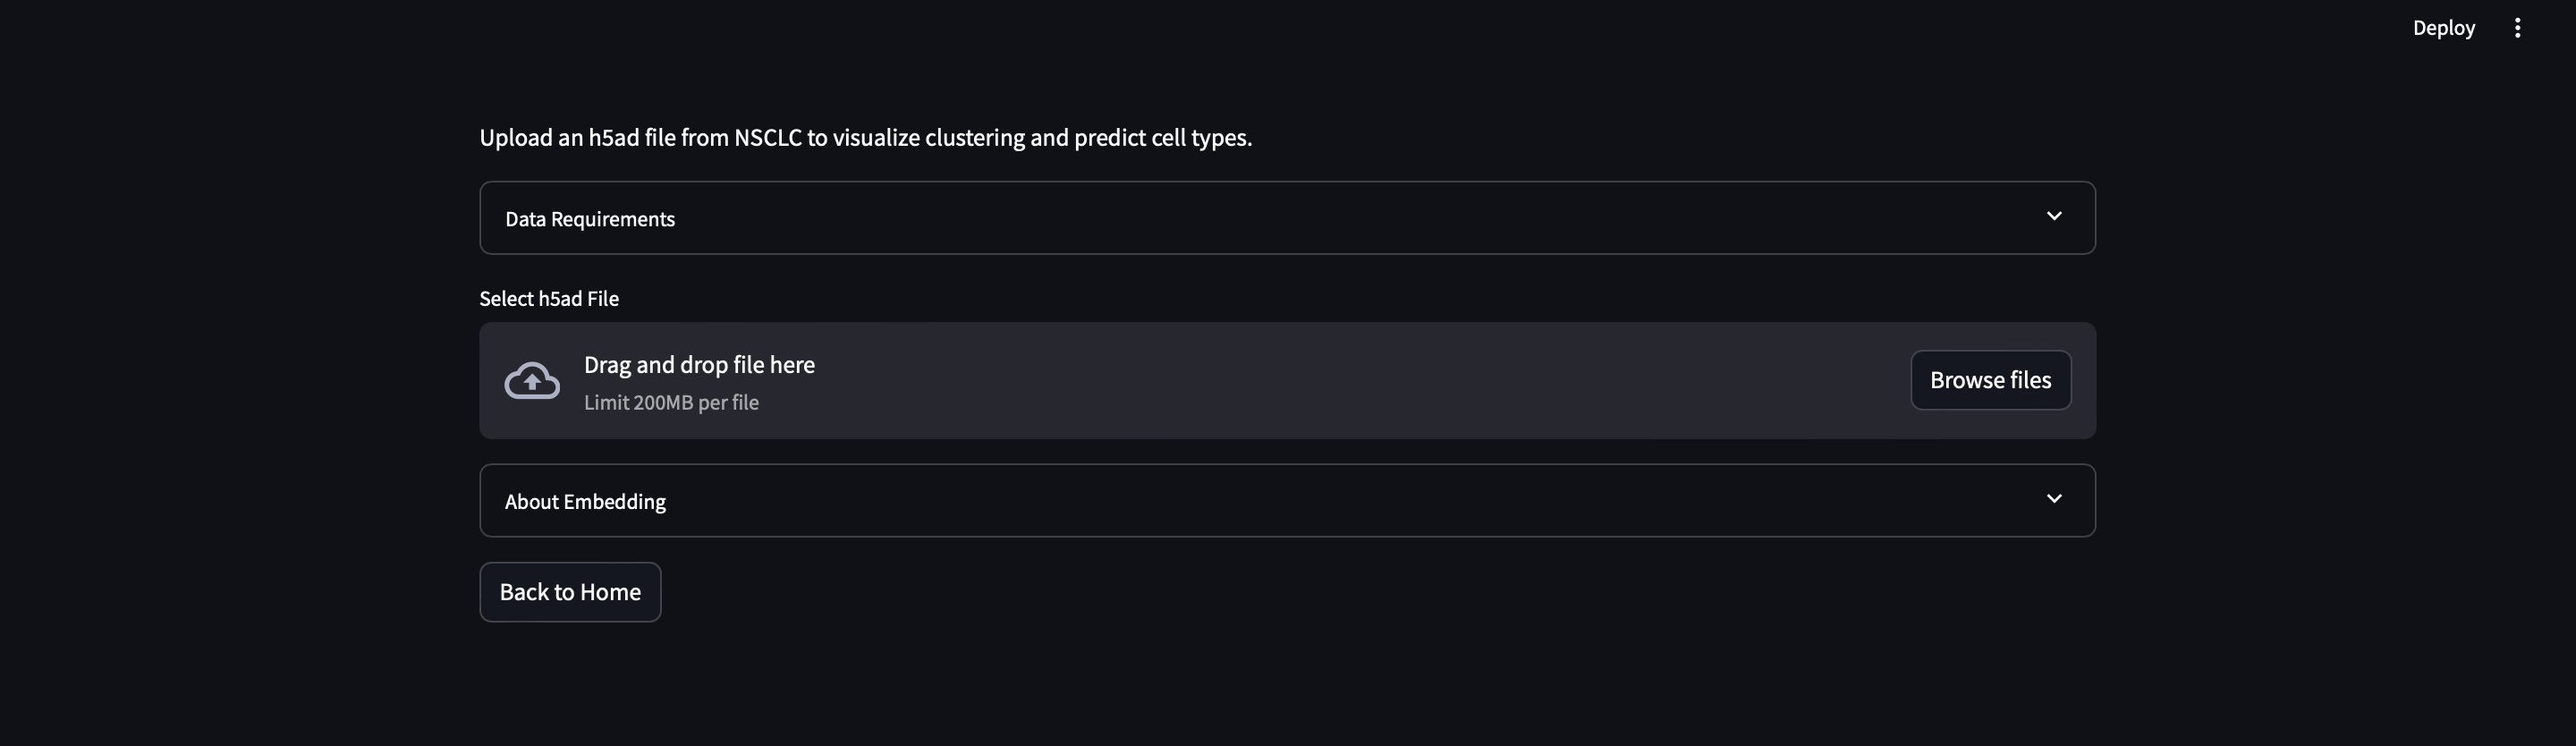 Deploy
Upload an h5ad file from NSCLC to visualize clustering and predict cell types.
Data Requirements
Select h5ad File
Drag and drop file here
Limit 200MB per file
Browse files
About Embedding
Back to Home